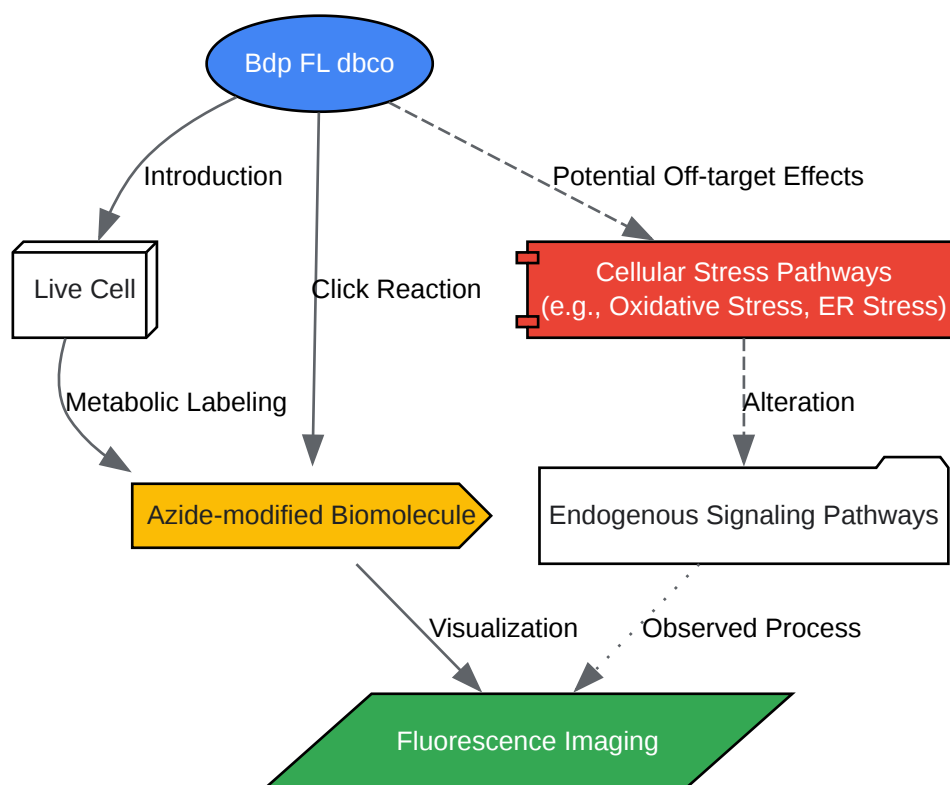 Bdp FL dbco
Introduction
Potential Off-target Effects
Live Cell
Click Reaction
Cellular Stress Pathways
(e.g., Oxidative Stress, ER Stress)
Metabolic Labeling
Alteration
Azide-modified Biomolecule
Endogenous Signaling Pathways
Visualization
Observed Process
Fluorescence Imaging